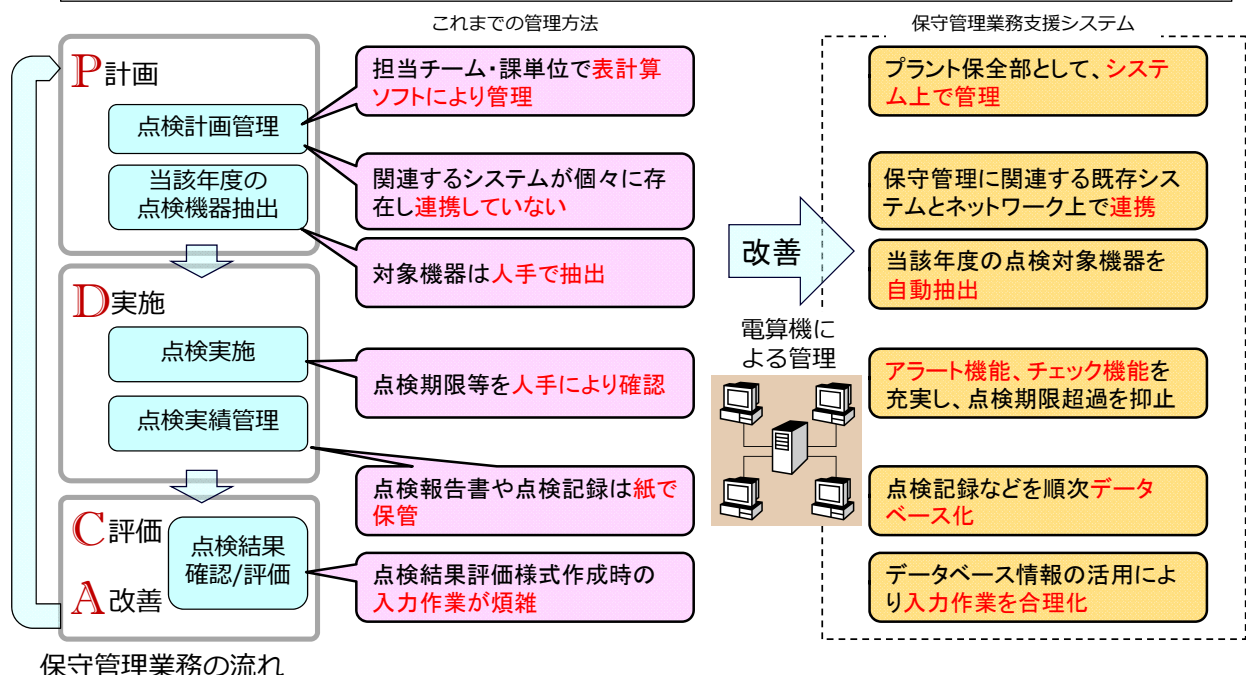 これまでの管理方法
保守管理業務支援システム
P計画
点検計画管理
当該年度の
点検機器抽出
D実施
点検実施
点検実績管理
C評価
A改善
点検結果
確認/評価
保守管理業務の流れ
担当チーム・課単位で表計算
ソフトにより管理
関連するシステムが個々に存
在し連携していない
対象機器は人手で抽出
点検期限等を人手により確認
点検報告書や点検記録は紙で
保管
点検結果評価様式作成時の
入力作業が煩雑
改善
電算機に
よる管理
プラント保全部として、システ
ム上で管理
保守管理に関連する既存シス
テムとネットワーク上で連携
当該年度の点検対象機器を
自動抽出
アラート機能、チェック機能を
充実し、点検期限超過を抑止
点検記録などを順次データ
ベース化
データベース情報の活用によ
り入力作業を合理化